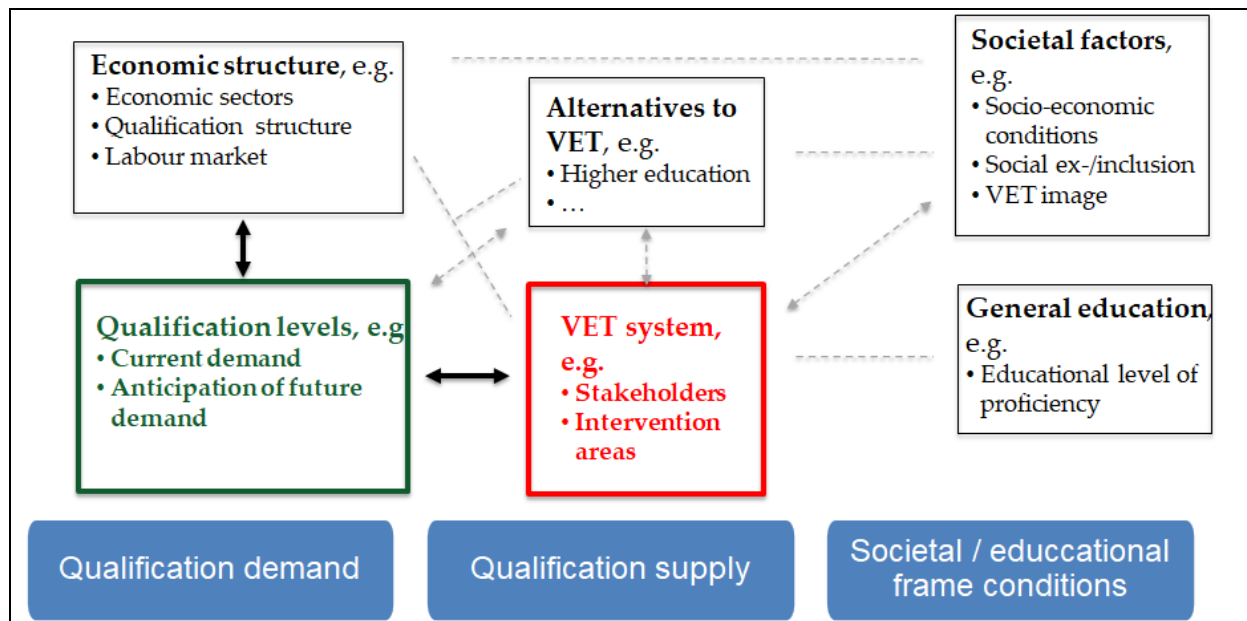 Economic structure, e.g.
• Economic sectors
• Qualification structure
• Labour market
Alternatives to
VET, e.g.
• Higher education
• …
Societal factors,
e.g.
• Socio-economic
conditions
• Social ex-/inclusion
• VET image
Qualification levels, e.g
• Current demand
• Anticipation of future
demand
VET system,
e.g.
• Stakeholders
• Intervention
areas
General education,
e.g.
• Educational level of
proficiency
Qualification demand
Qualification supply
Societal / educcational
frame conditions